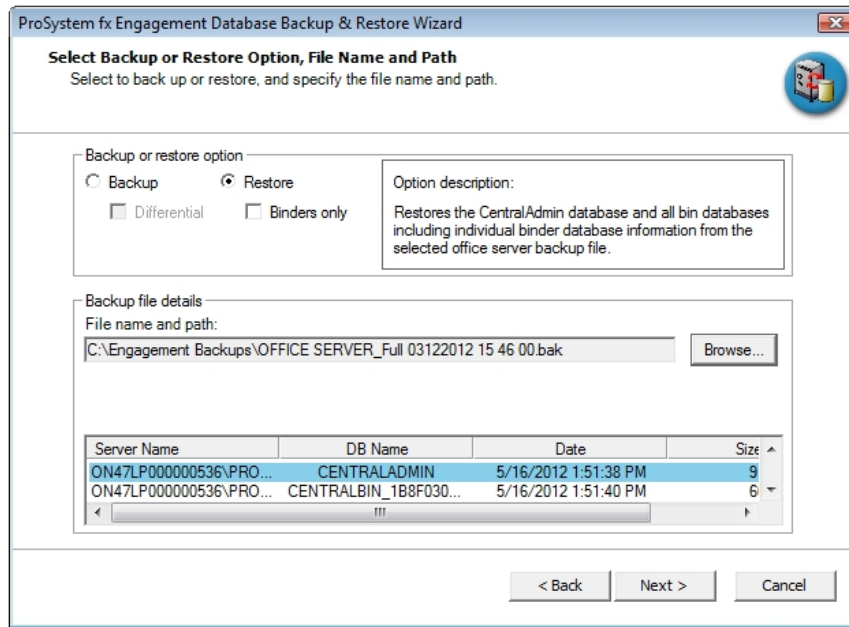 ProSystem fx Engagement Database Backup & Restore Wizard
Select Backup or Restore Option, File Name and Path
Select to back up or restore, and specify the file name and path.
Backup or restore option
Backup Restore
Differential Binders only
Option description:
Restores the CentralAdmin database and all bin databases
including individual binder database information from the
selected office server backup file.
Backup file details
File name and path:
C:\Engagement Backups\OFFICE SERVER_Full 03122012 15 46 00.bak Browse...
Server Name DB Name Date Size
ON47LP000000536\PRO... CENTRALADMIN 5/16/2012 1:51:38 PM 9
ON47LP000000536\PRO... CENTRALBIN_1B8F030... 5/16/2012 1:51:40 PM 6
< Back Next > Cancel